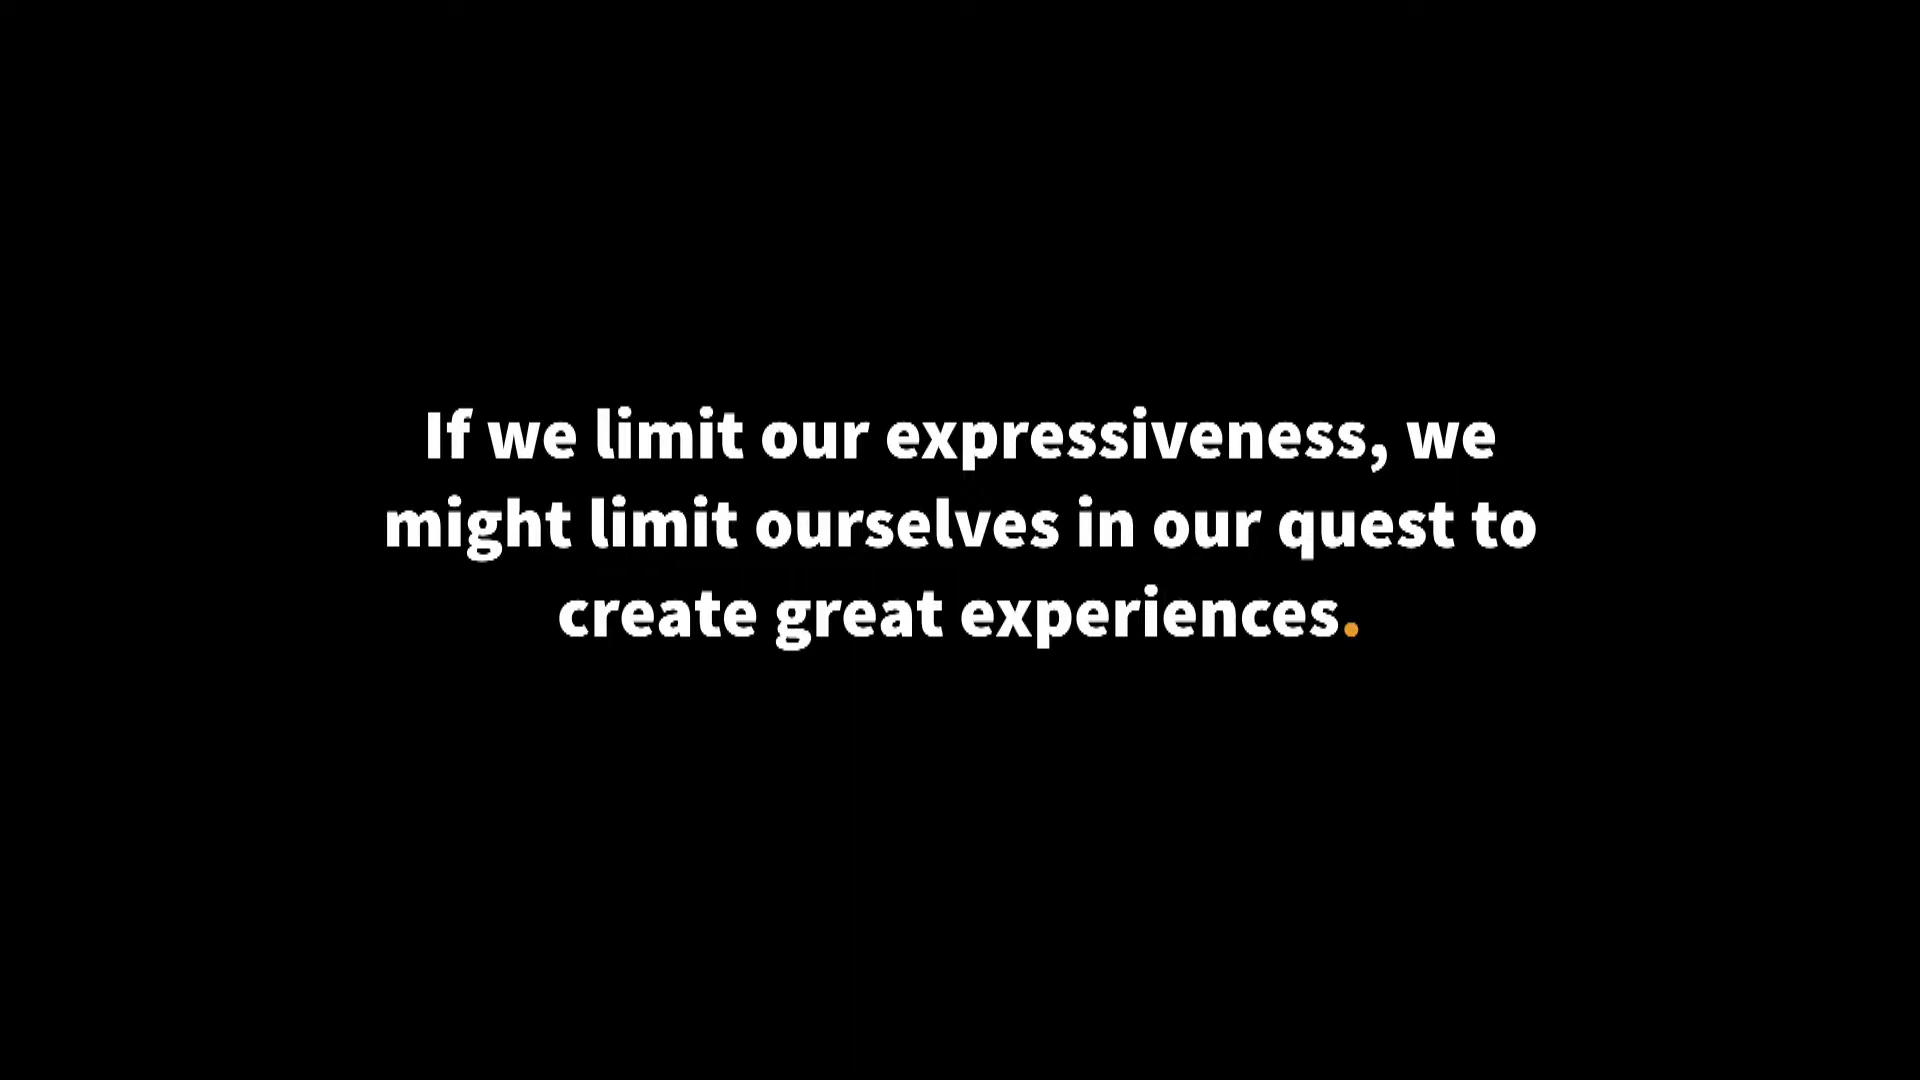 If we limit our expressiveness, we
might limit ourselves in our quest to
create great experiences.